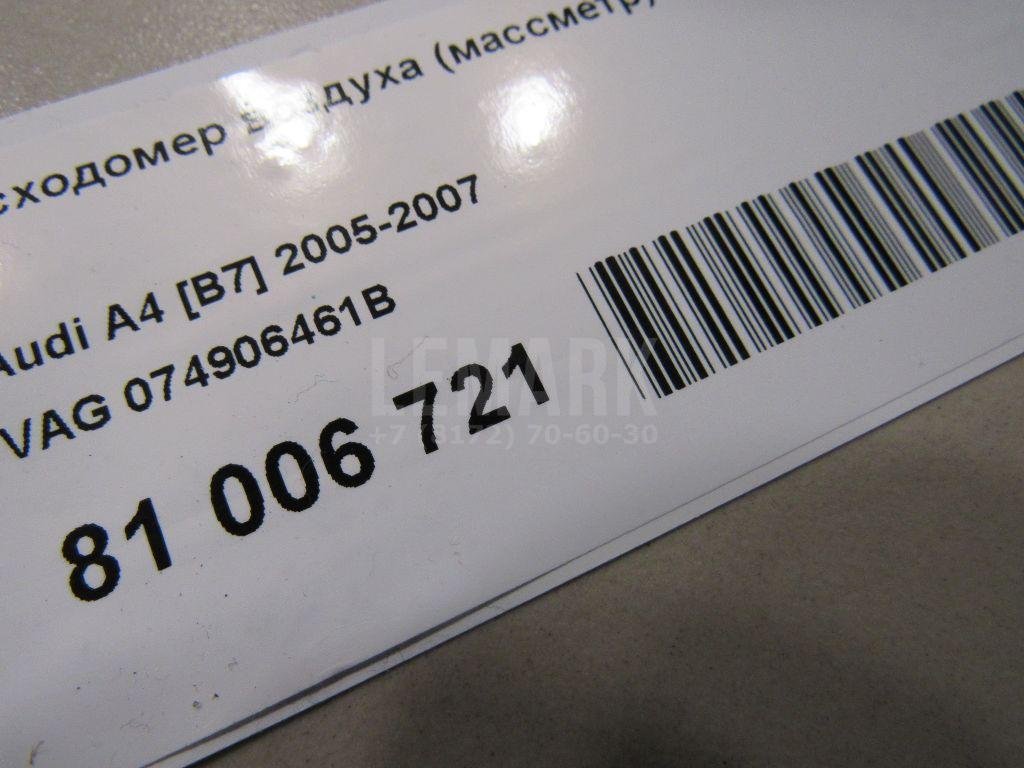 сходомер воздуха (массметр)
Audi A4 [B7] 2005-2007
VAG 074906461B
LEMARK
+7 (8172) 70-60-30
81 006 721